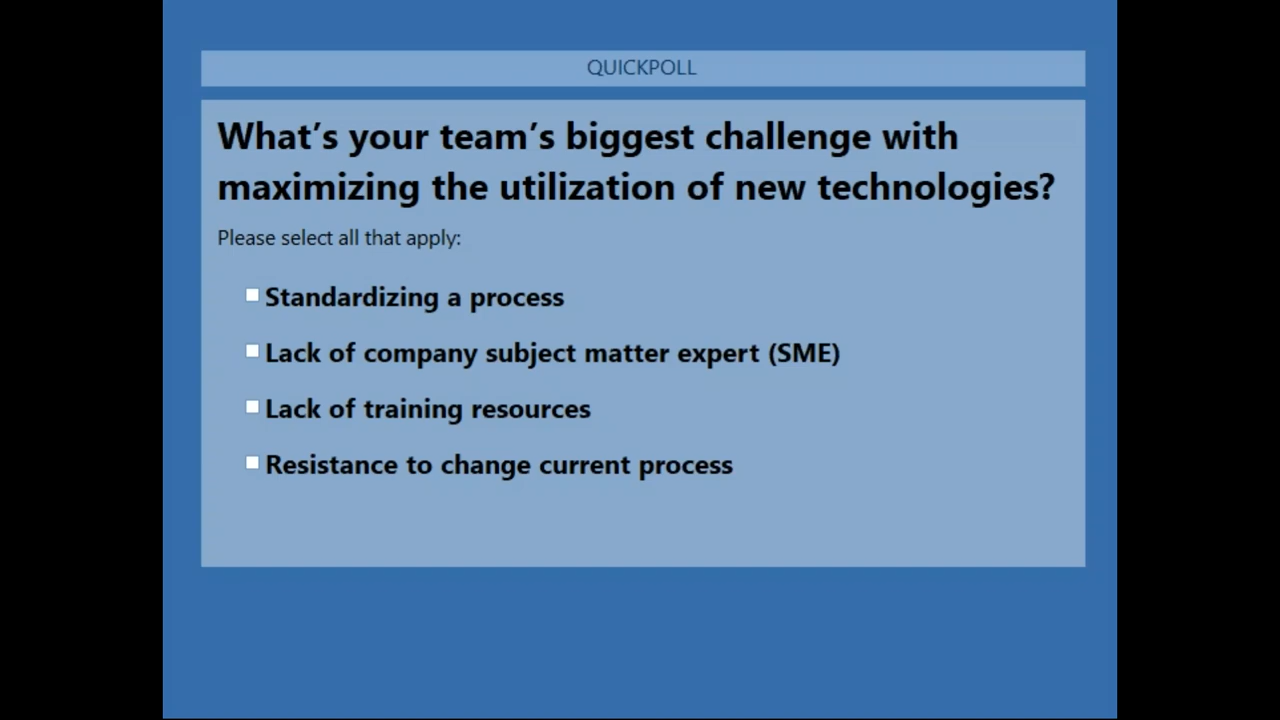 QUICKPOLL
What’s your team’s biggest challenge with
maximizing the utilization of new technologies?
Please select all that apply:
Standardizing a process
Lack of company subject matter expert (SME)
Lack of training resources
Resistance to change current process